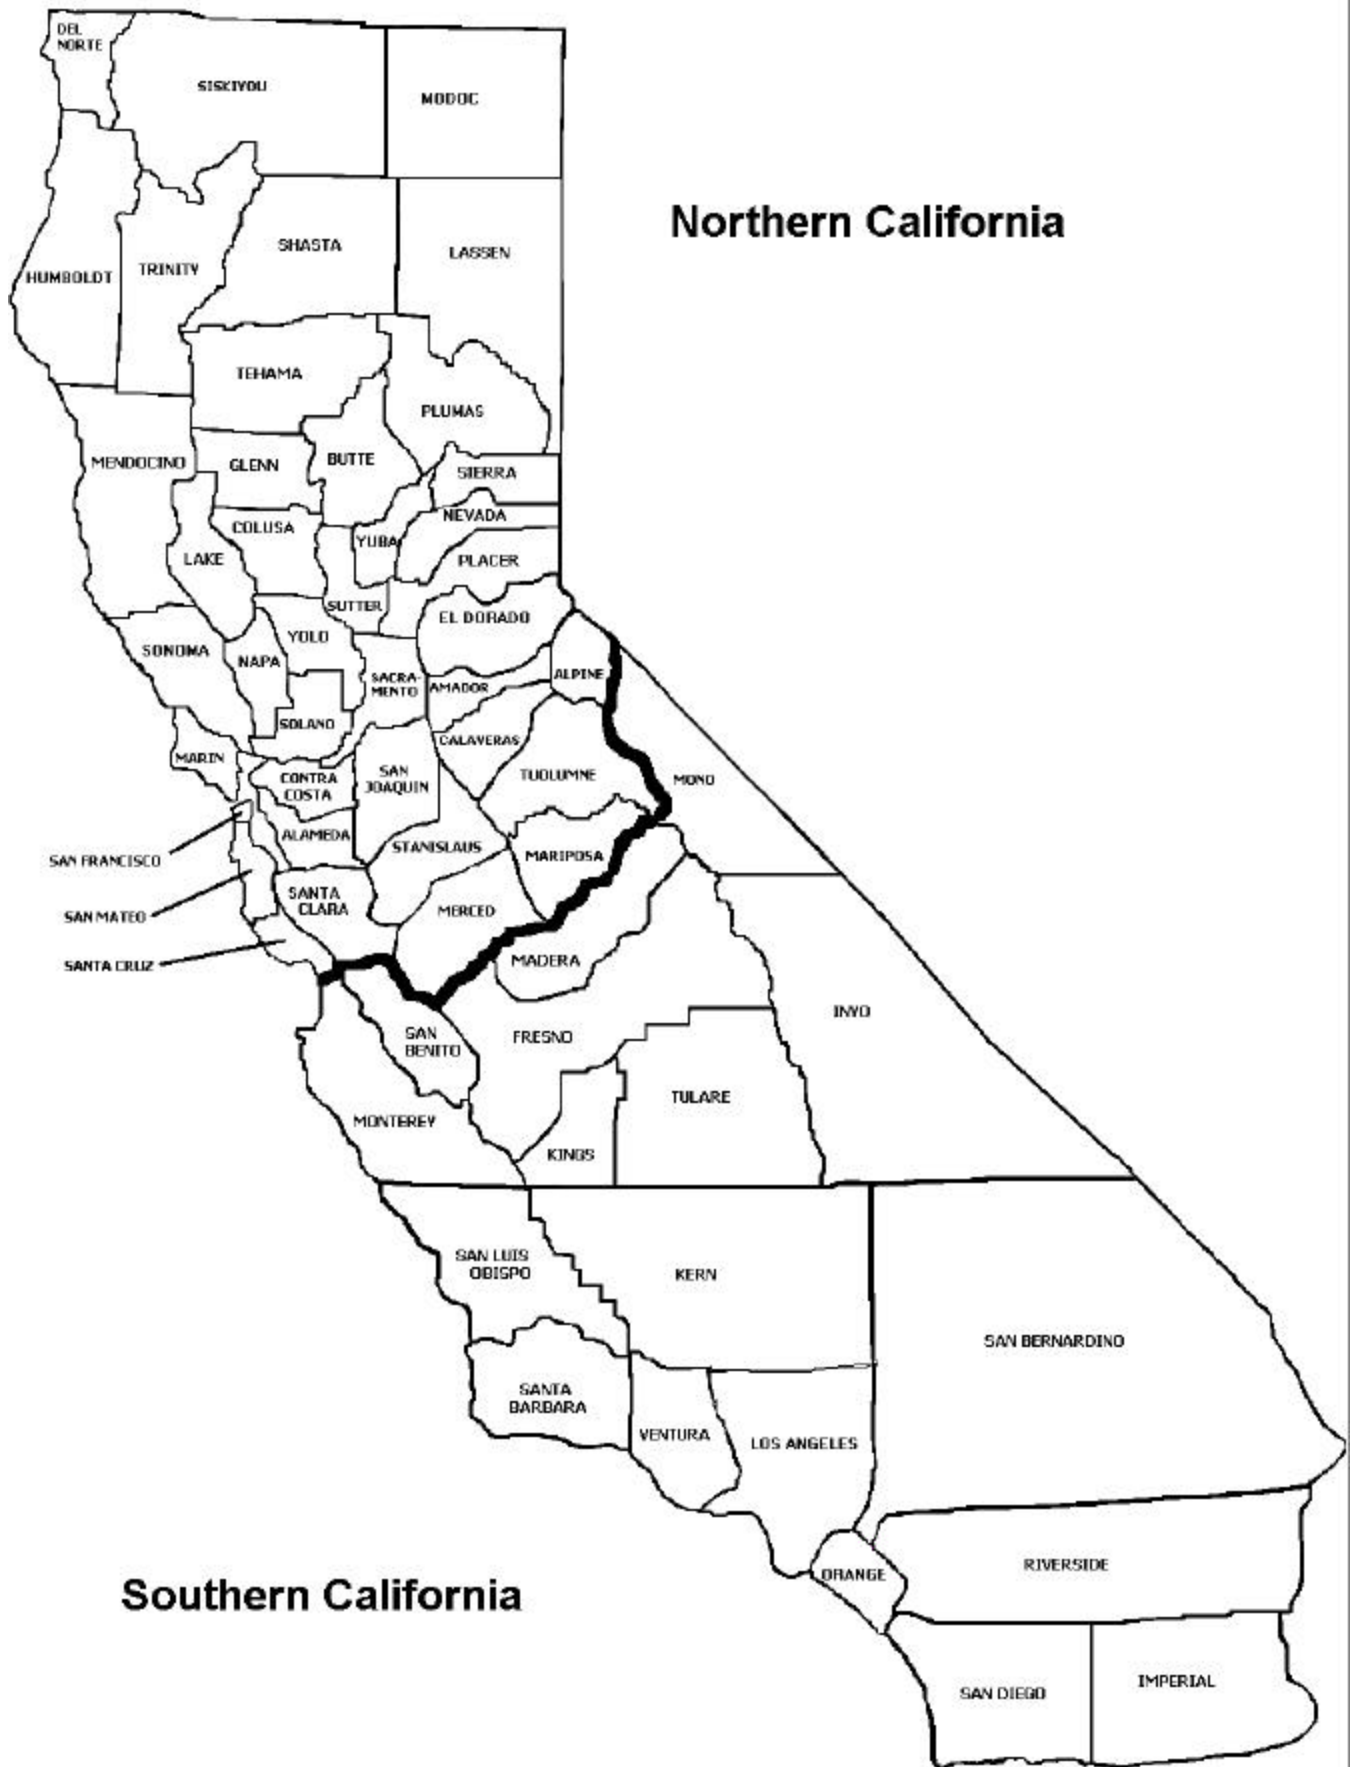 DEL
NORTE
SISKIYOU
MODOC
Northern California
SHASTA
LASSEN
HUMBOLDT
TRINITY
TEHAMA
PLUMAS
MENDOCINO
GLENN
BUTTE
SIERRA
COLUSA
NEVADA
YUBA
LAKE
PLACER
SUTTER
EL DORADO
YOLO
SONOMA
NAPA
SACRA-
MENTO
AMADOR
ALPINE
SOLANO
CALAVERAS
MARIN
CONTRA
COSTA
SAN
JOAQUIN
TUOLUMNE
MONO
ALAMEDA
STANISLAUS
MARIPOSA
SAN FRANCISCO
SANTA
CLARA
MERCED
SAN MATEO
MADERA
SANTA CRUZ
INYO
SAN
BENITO
FRESNO
TULARE
MONTEREY
KINGS
SAN LUIS
OBISPO
KERN
SAN BERNARDINO
SANTA
BARBARA
VENTURA
LOS ANGELES
ORANGE
RIVERSIDE
Southern California
SAN DIEGO
IMPERIAL